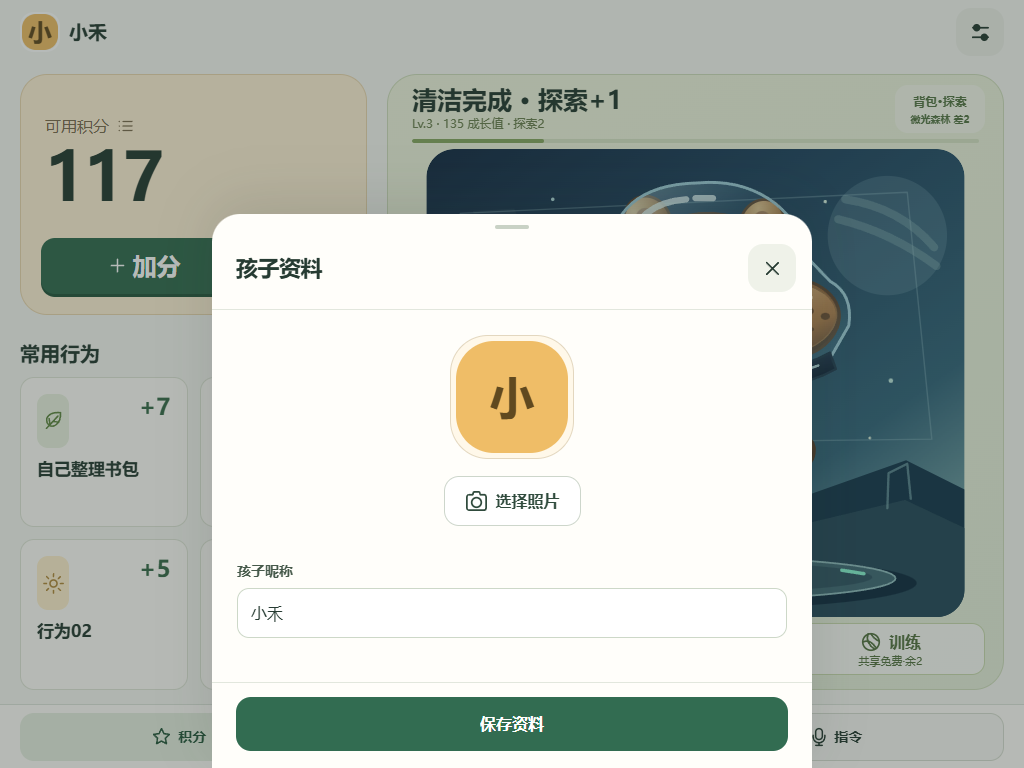 小 小禾
可用积分
117
+ 加分
清洁完成·探索+1
Lv.3 · 135 成长值 · 探索2
背包·探索
微光森林 差2
常用行为
+7
自己整理书包
+5
行为02
孩子资料
小
选择照片
孩子昵称
小禾
保存资料
训练
共享免费·余2
积分
指令